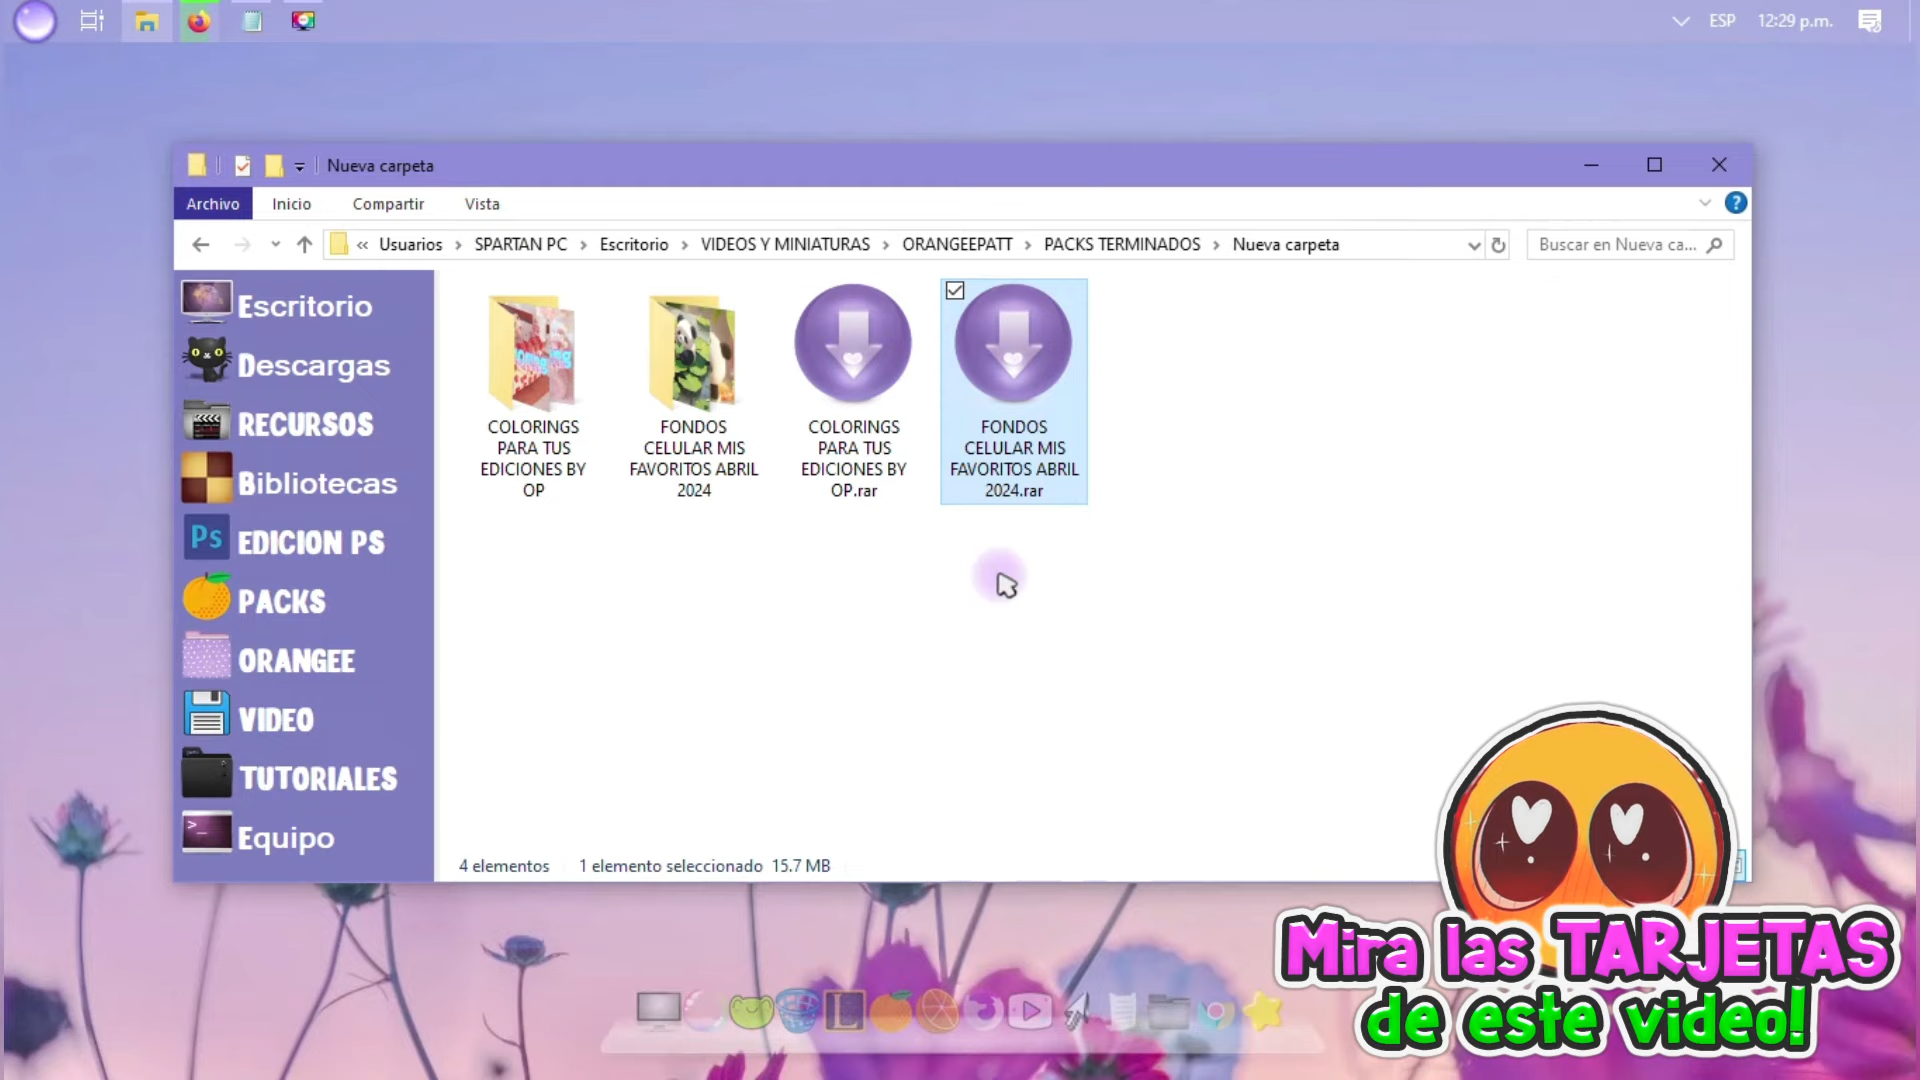 ESP 12:29 p.m.
Nueva carpeta
Archivo Inicio Compartir Vista
?
« Usuarios > SPARTAN PC > Escritorio > VIDEOS Y MINIATURAS > ORANGEEPATT > PACKS TERMINADOS > Nueva carpeta
Buscar en Nueva ca...
Escritorio
Descargas
RECURSOS
Bibliotecas
Ps EDICION PS
PACKS
ORANGEE
VIDEO
TUTORIALES
>_ Equipo
COLORINGS
PARA TUS
EDICIONES BY
OP
FONDOS
CELULAR MIS
FAVORITOS ABRIL
2024
COLORINGS
PARA TUS
EDICIONES BY
OP.rar
FONDOS
CELULAR MIS
FAVORITOS ABRIL
2024.rar
4 elementos 1 elemento seleccionado 15.7 MB
L
Mira las TARJETAS
de este video!